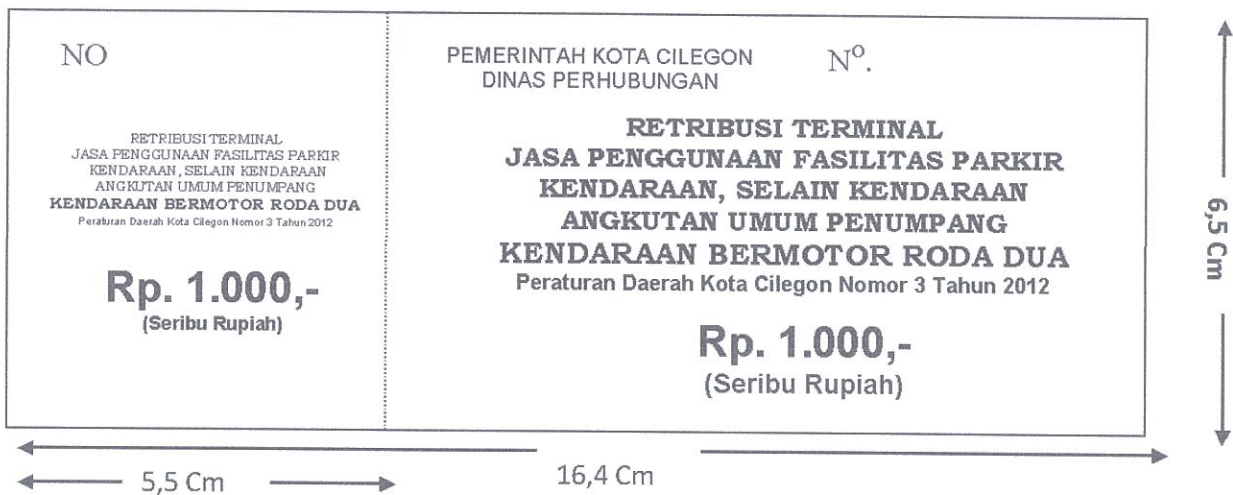 NO
RETRIBUSI TERMINAL
JASA PENGGUNAAN FASILITAS PARKIR
KENDARAAN, SELAIN KENDARAAN
ANGKUTAN UMUM PENUMPANG
KENDARAAN BERMOTOR RODA DUA
Peraturan Daerah Kota Cilegon Nomor 3 Tahun 2012
Rp. 1.000,-
(Seribu Rupiah)
PEMERINTAH KOTA CILEGON
DINAS PERHUBUNGAN
Nº.
RETRIBUSI TERMINAL
JASA PENGGUNAAN FASILITAS PARKIR
KENDARAAN, SELAIN KENDARAAN
ANGKUTAN UMUM PENUMPANG
KENDARAAN BERMOTOR RODA DUA
Peraturan Daerah Kota Cilegon Nomor 3 Tahun 2012
Rp. 1.000,-
(Seribu Rupiah)
6,5 Cm
16,4 Cm
5,5 Cm